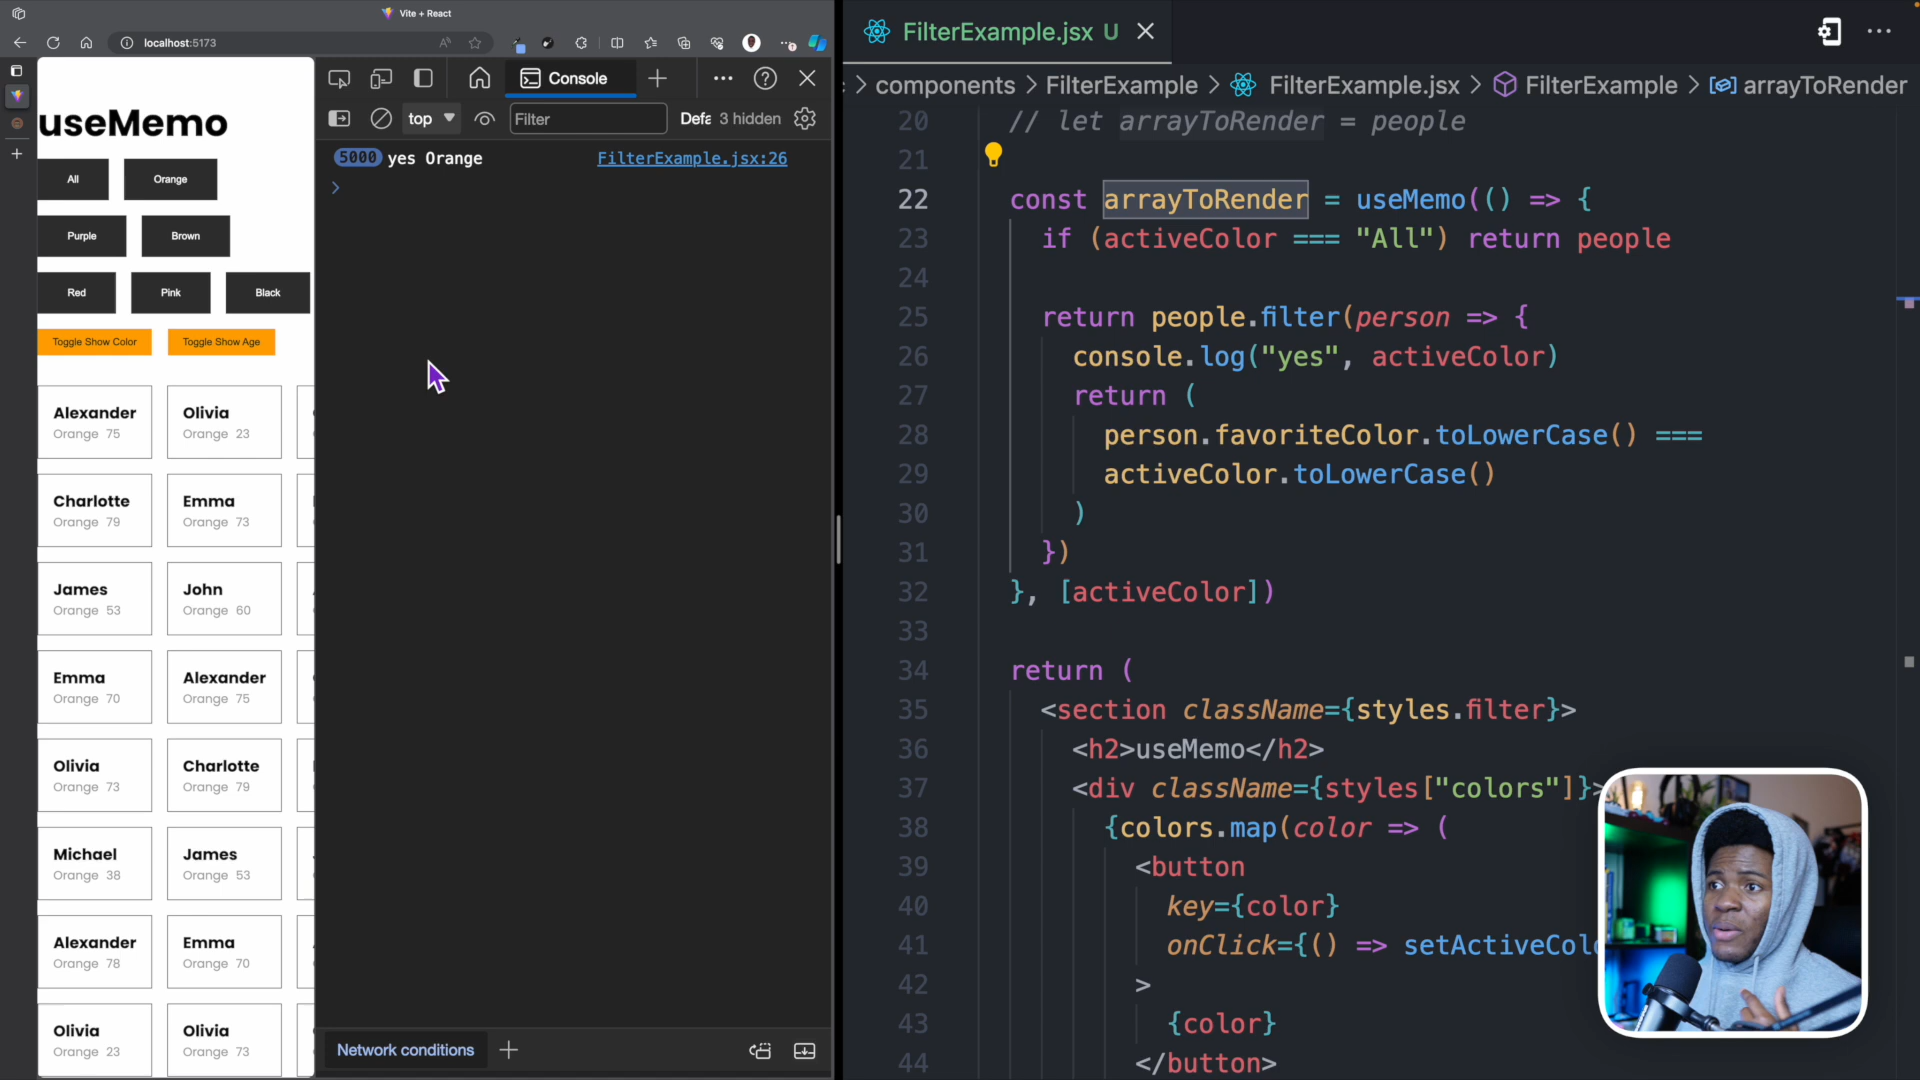 Vite + React
localhost:5173
useMemo
All
Orange
Purple
Brown
Red
Pink
Black
Toggle Show Color
Toggle Show Age
Alexander
Orange 75
Olivia
Orange 23
Charlotte
Orange 79
Emma
Orange 73
James
Orange 53
John
Orange 60
Emma
Orange 70
Alexander
Orange 75
Olivia
Orange 73
Charlotte
Orange 79
Michael
Orange 38
James
Orange 53
Alexander
Orange 78
Emma
Orange 70
Olivia
Orange 23
Olivia
Orange 73
Console
top
Filter
Defa
3 hidden
5000 yes Orange
FilterExample.jsx:26
Network conditions
FilterExample.jsx U
components > FilterExample > FilterExample.jsx > FilterExample > arrayToRender
20 // let arrayToRender = people
21
22 const arrayToRender = useMemo(() => {
23 if (activeColor === "All") return people
24
25 return people.filter(person => {
26 console.log("yes", activeColor)
27 return (
28 person.favoriteColor.toLowerCase() ===
29 activeColor.toLowerCase()
30 )
31 })
32 }, [activeColor])
33
34 return (
35 <section className={styles.filter}>
36 <h2>useMemo</h2>
37 <div className={styles["colors"]}>
38 {colors.map(color => (
39 <button
40 key={color}
41 onClick={() => setActiveColo
42 >
43 {color}
44 </button>